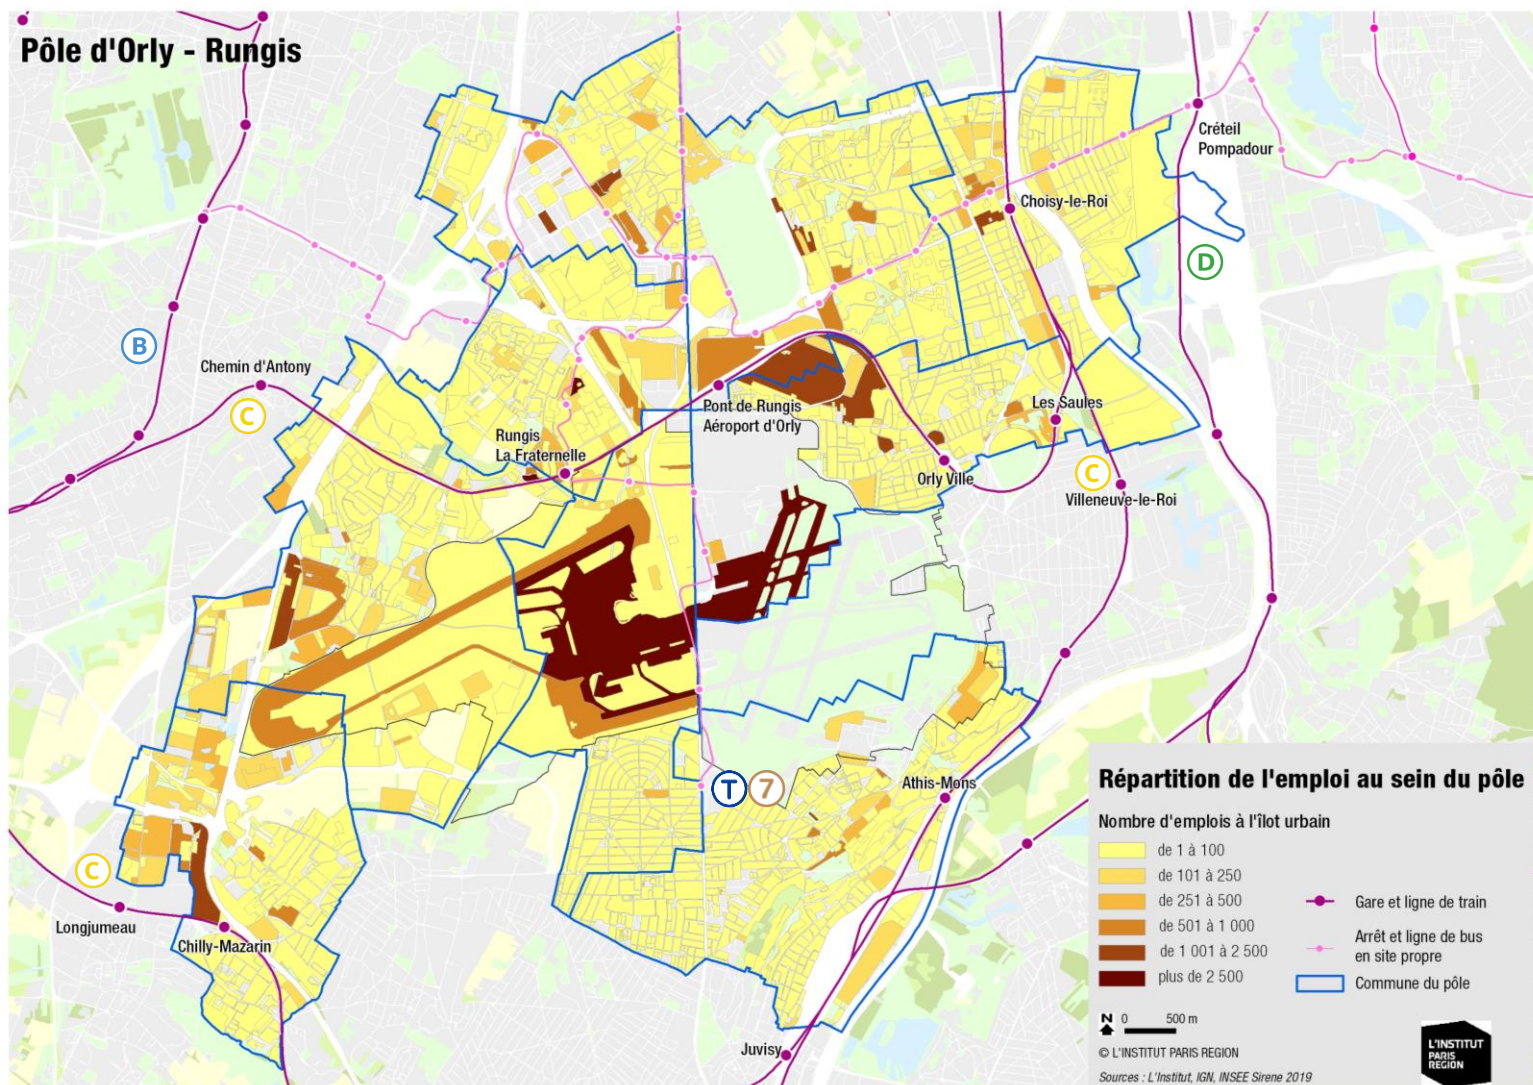 Pôle d'Orly - Rungis
Créteil
Pompadour
Choisy-le-Roi
D
B
Chemin d'Antony
C
Pont de Rungis
Aéroport d'Orly
Les Saules
Rungis
La Fraternelle
Orly Ville
C
Villeneuve-le-Roi
T 7
Athis-Mons
C
Longjumeau
Chilly-Mazarin
Juvisy
Répartition de l'emploi au sein du pôle
Nombre d'emplois à l'îlot urbain
de 1 à 100
de 101 à 250
de 251 à 500
de 501 à 1 000
de 1 001 à 2 500
plus de 2 500
Gare et ligne de train
Arrêt et ligne de bus
en site propre
Commune du pôle
N 0 500 m
© L'INSTITUT PARIS REGION
Sources : L'Institut, IGN, INSEE Sirene 2019
L'INSTITUT
PARIS
REGION